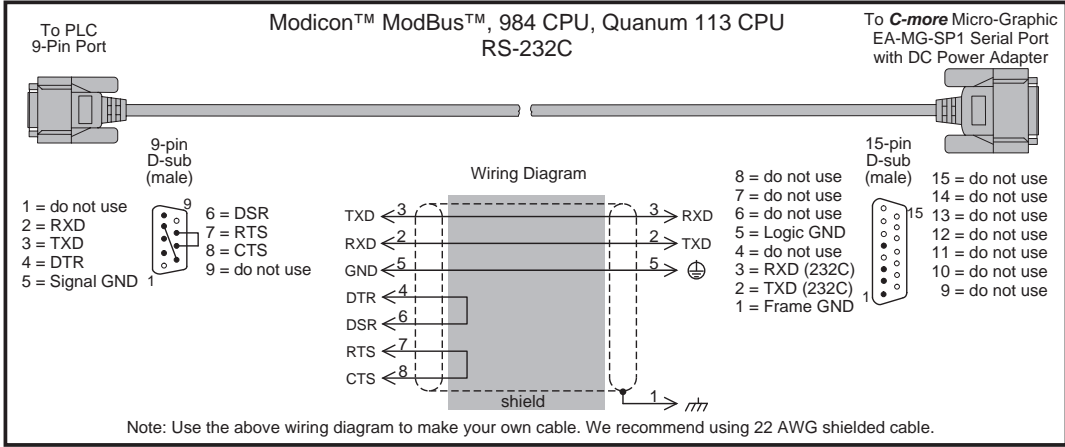 Modicon™ ModBus™, 984 CPU, Quanum 113 CPU
RS-232C
To PLC
9-Pin Port
To C-more Micro-Graphic
EA-MG-SP1 Serial Port
with DC Power Adapter
9-pin
D-sub
(male)
1 = do not use
2 = RXD
3 = TXD
4 = DTR
5 = Signal GND
9
1
6 = DSR
7 = RTS
8 = CTS
9 = do not use
Wiring Diagram
TXD 3 3 RXD
RXD 2 2 TXD
GND 5 5
DTR 4
DSR 6
RTS 7
CTS 8
shield
1
15-pin
D-sub
(male)
8 = do not use
7 = do not use
6 = do not use
5 = Logic GND
4 = do not use
3 = RXD (232C)
2 = TXD (232C)
1 = Frame GND
15
1
15 = do not use
14 = do not use
13 = do not use
12 = do not use
11 = do not use
10 = do not use
9 = do not use
Note: Use the above wiring diagram to make your own cable. We recommend using 22 AWG shielded cable.